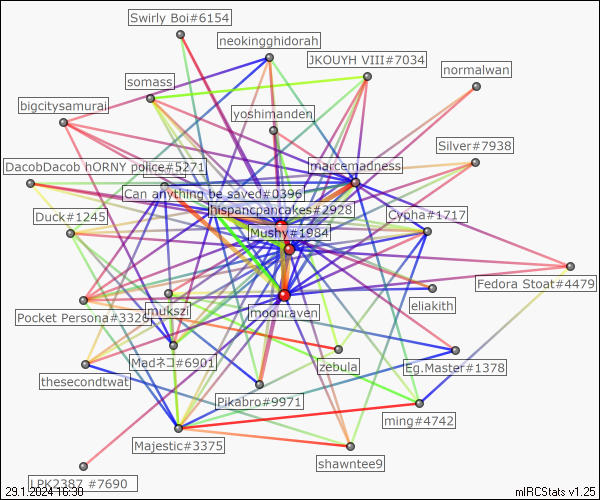 Swirly Boi#6154
neokingghidorah
JKOUYH VIII#7034
normalwan
somass
bigcitysamurai
yoshimanden
Silver#7938
DacobDacob hORNY police#5271
marcemadness
Can anything be saved#0396
hispancpancakes#2928
Duck#1245
Cypha#1717
Mushy#1984
Fedora Stoat#4479
eliakith
Pocket Persona#3326
mukszi
moonraven
Madネコ#6901
zebula
Eg.Master#1378
thesecondtwat
Pikabro#9971
ming#4742
Majestic#3375
shawntee9
LPK2387 #7690
29.1.2024 16:30
mIRCStats v1.25